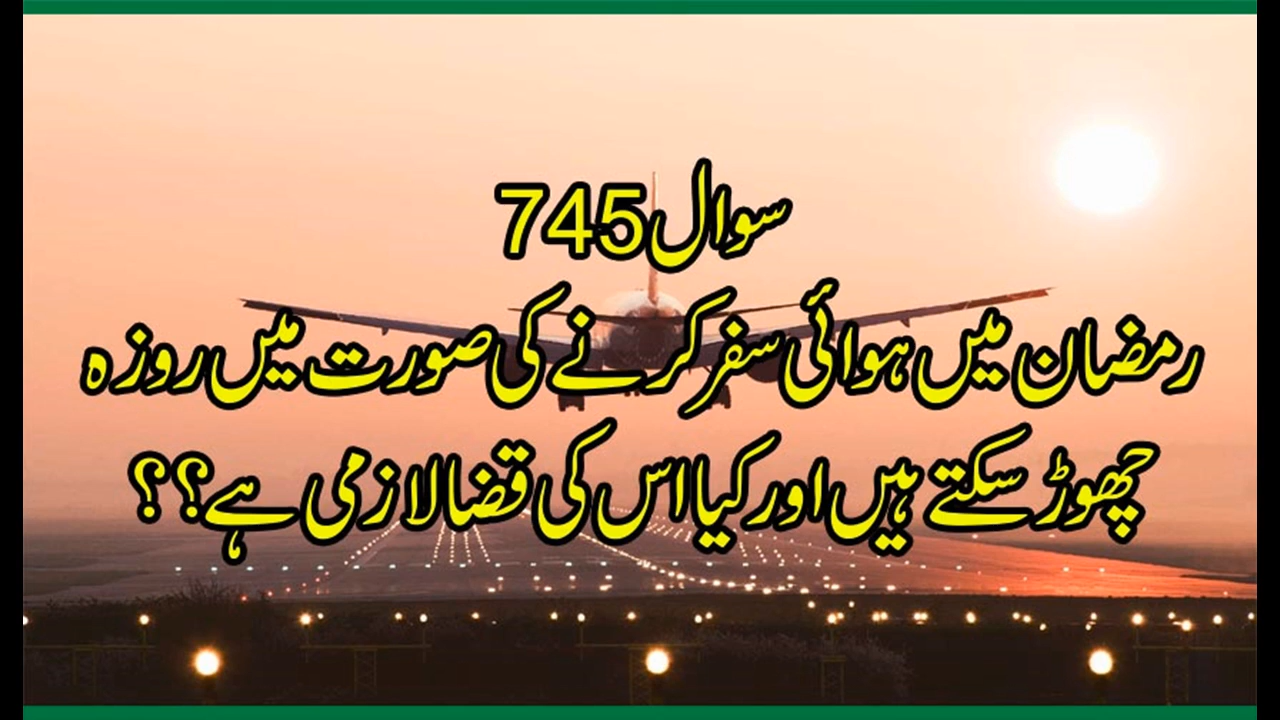 سوال 745
رمضان میں ہوائی سفر کرنے کی صورت میں روزہ
چھوڑ سکتے ہیں اور کیا اس کی قضا لازمی ہے؟؟